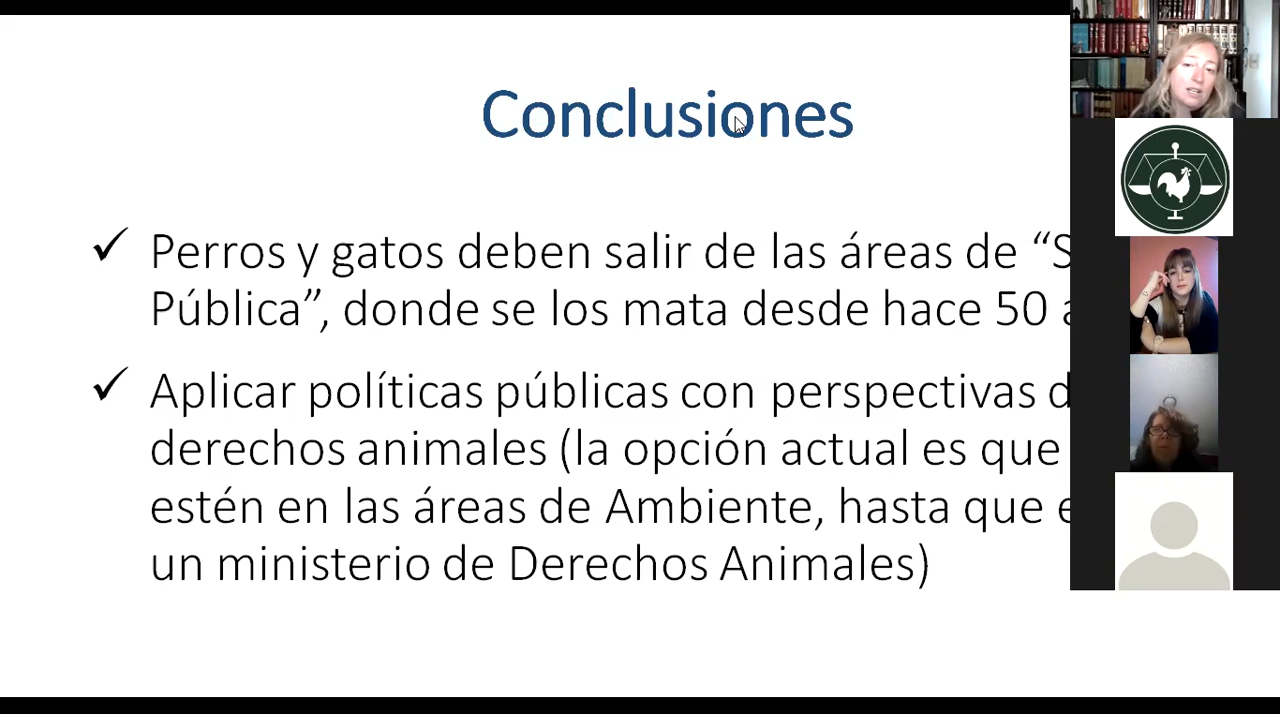 Conclusiones
Perros y gatos deben salir de las áreas de
Pública”, donde se los mata desde hace 50
Aplicar políticas públicas con perspectivas
derechos animales (la opción actual es que
estén en las áreas de Ambiente, hasta que
un ministerio de Derechos Animales)